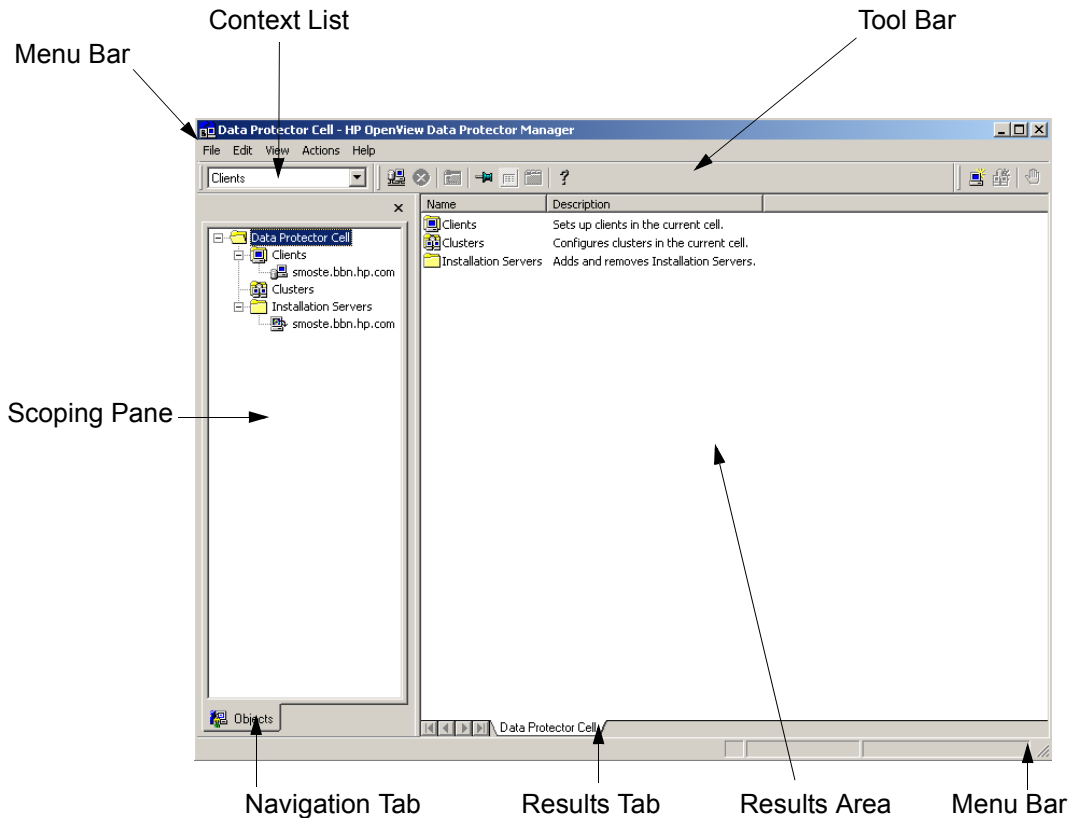 Context List
Tool Bar
Menu Bar
Data Protector Cell - HP OpenView Data Protector Manager
File Edit View Actions Help
Clients
?
Name Description
Clients Sets up clients in the current cell.
Clusters Configures clusters in the current cell.
Installation Servers Adds and removes Installation Servers.
Data Protector Cell
Clients
smoste.bbn.hp.com
Clusters
Installation Servers
smoste.bbn.hp.com
Scoping Pane
Objects
Data Protector Cell
Navigation Tab
Results Tab
Results Area
Menu Bar